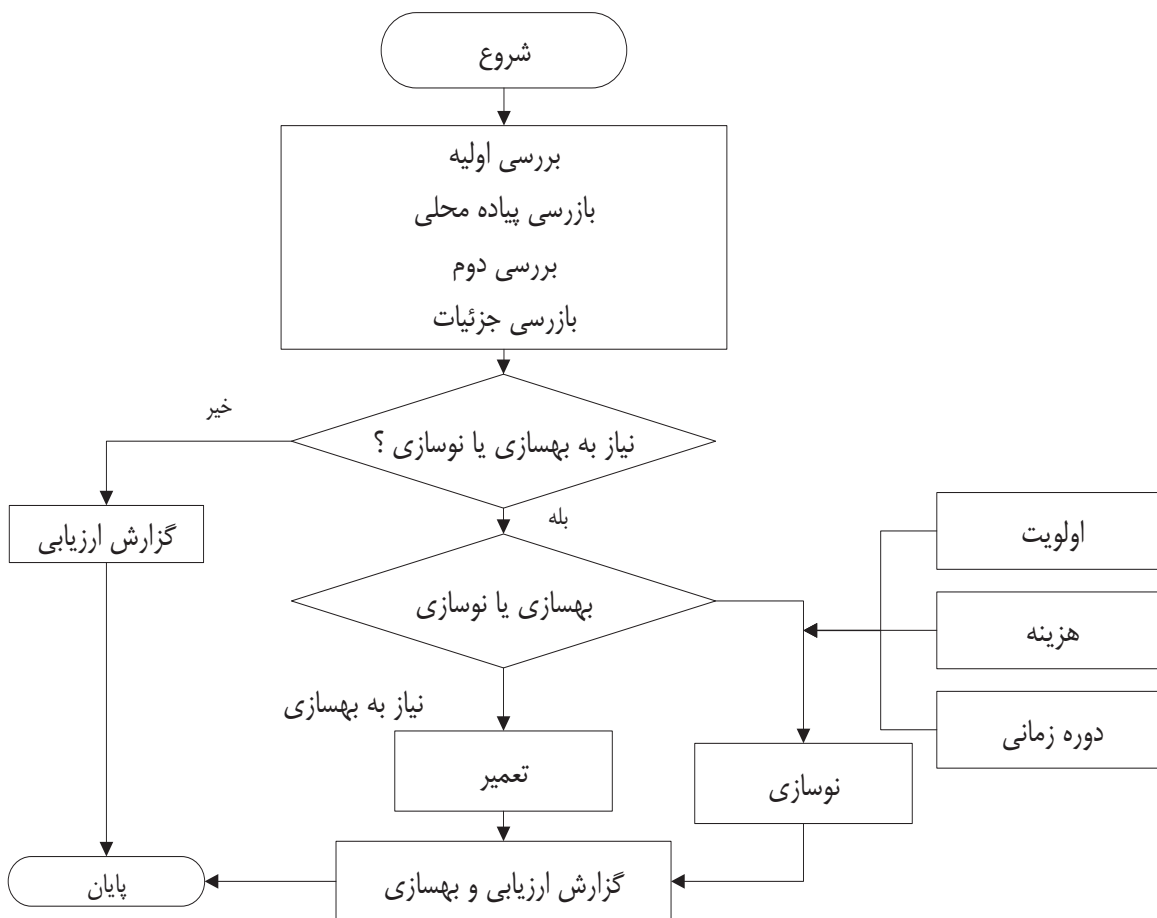 شروع
بررسی اولیه
بازرسی پیاده محلی
بررسی دوم
بازرسی جزئیات
نیاز به بهسازی یا نوسازی ؟
خیر
بله
گزارش ارزیابی
بهسازی یا نوسازی
اولویت
هزینه
دوره زمانی
نیاز به بهسازی
تعمیر
نوسازی
گزارش ارزیابی و بهسازی
پایان